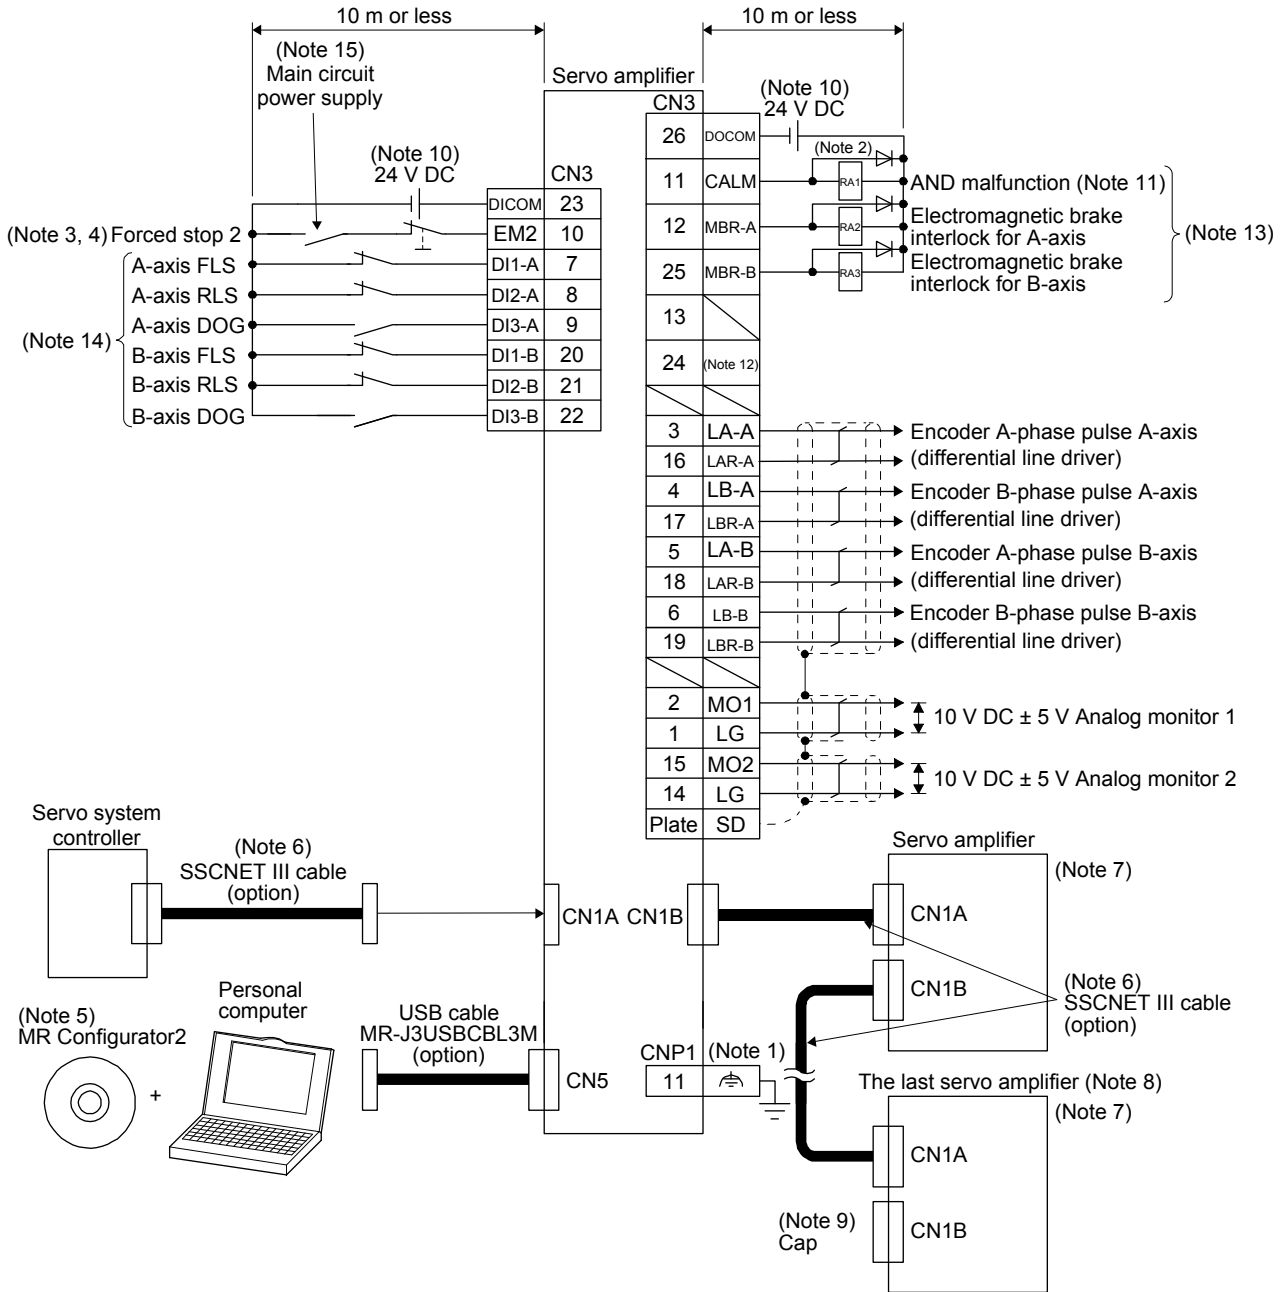 10 m or less
10 m or less
(Note 15)
Main circuit
power supply
Servo amplifier
(Note 10)
24 V DC
CN3
(Note 10)
24 V DC
CN3
DICOM 23
(Note 3, 4) Forced stop 2 EM2 10
A-axis FLS DI1-A 7
A-axis RLS DI2-A 8
A-axis DOG DI3-A 9
(Note 14)
B-axis FLS DI1-B 20
B-axis RLS DI2-B 21
B-axis DOG DI3-B 22
26 DOCOM
(Note 2)
11 CALM RA1 AND malfunction (Note 11)
12 MBR-A RA2 Electromagnetic brake
interlock for A-axis
(Note 13)
25 MBR-B RA3 Electromagnetic brake
interlock for B-axis
13
24 (Note 12)
3 LA-A Encoder A-phase pulse A-axis
16 LAR-A (differential line driver)
4 LB-A Encoder B-phase pulse A-axis
17 LBR-A (differential line driver)
5 LA-B Encoder A-phase pulse B-axis
18 LAR-B (differential line driver)
6 LB-B Encoder B-phase pulse B-axis
19 LBR-B (differential line driver)
2 MO1
10 V DC ± 5 V Analog monitor 1
1 LG
15 MO2
10 V DC ± 5 V Analog monitor 2
14 LG
Plate SD
Servo system
controller
(Note 6)
SSCNET III cable
(option)
CN1A CN1B
Servo amplifier
(Note 7)
CN1A
CN1B
(Note 6)
SSCNET III cable
(option)
(Note 5)
MR Configurator2
+
Personal
computer
USB cable
MR-J3USBCBL3M
(option)
CN5
CNP1 (Note 1)
11
The last servo amplifier (Note 8)
(Note 7)
CN1A
(Note 9)
Cap
CN1B